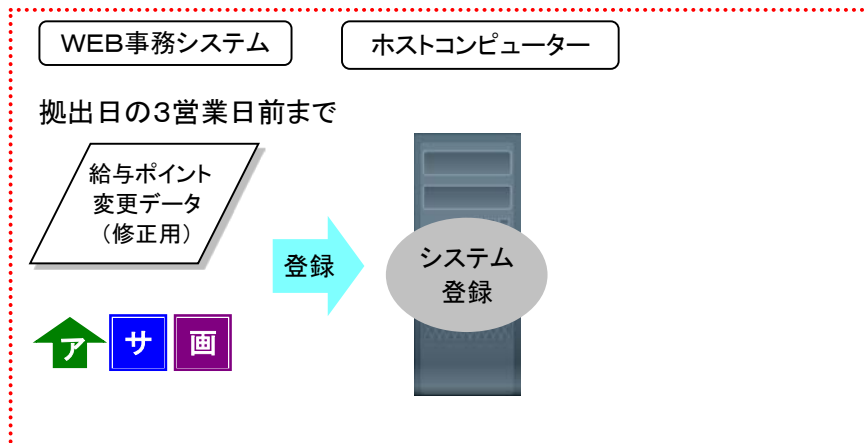 WEB事務システム
ホストコンピューター
拠出日の3営業日前まで
給与ポイント
変更データ
(修正用)
登録
システム
登録
ア
サ
画